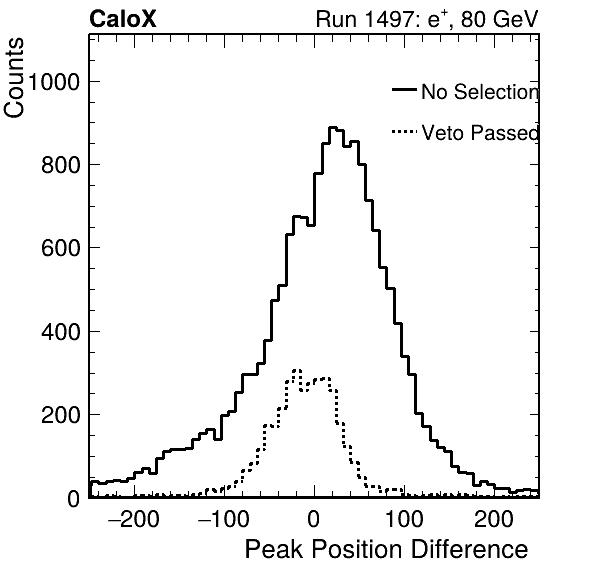 CaloX Run 1497: e⁺, 80 GeV
Counts
1000
800
600
400
200
0
No Selection
Veto Passed
−200 −100 0 100 200
Peak Position Difference